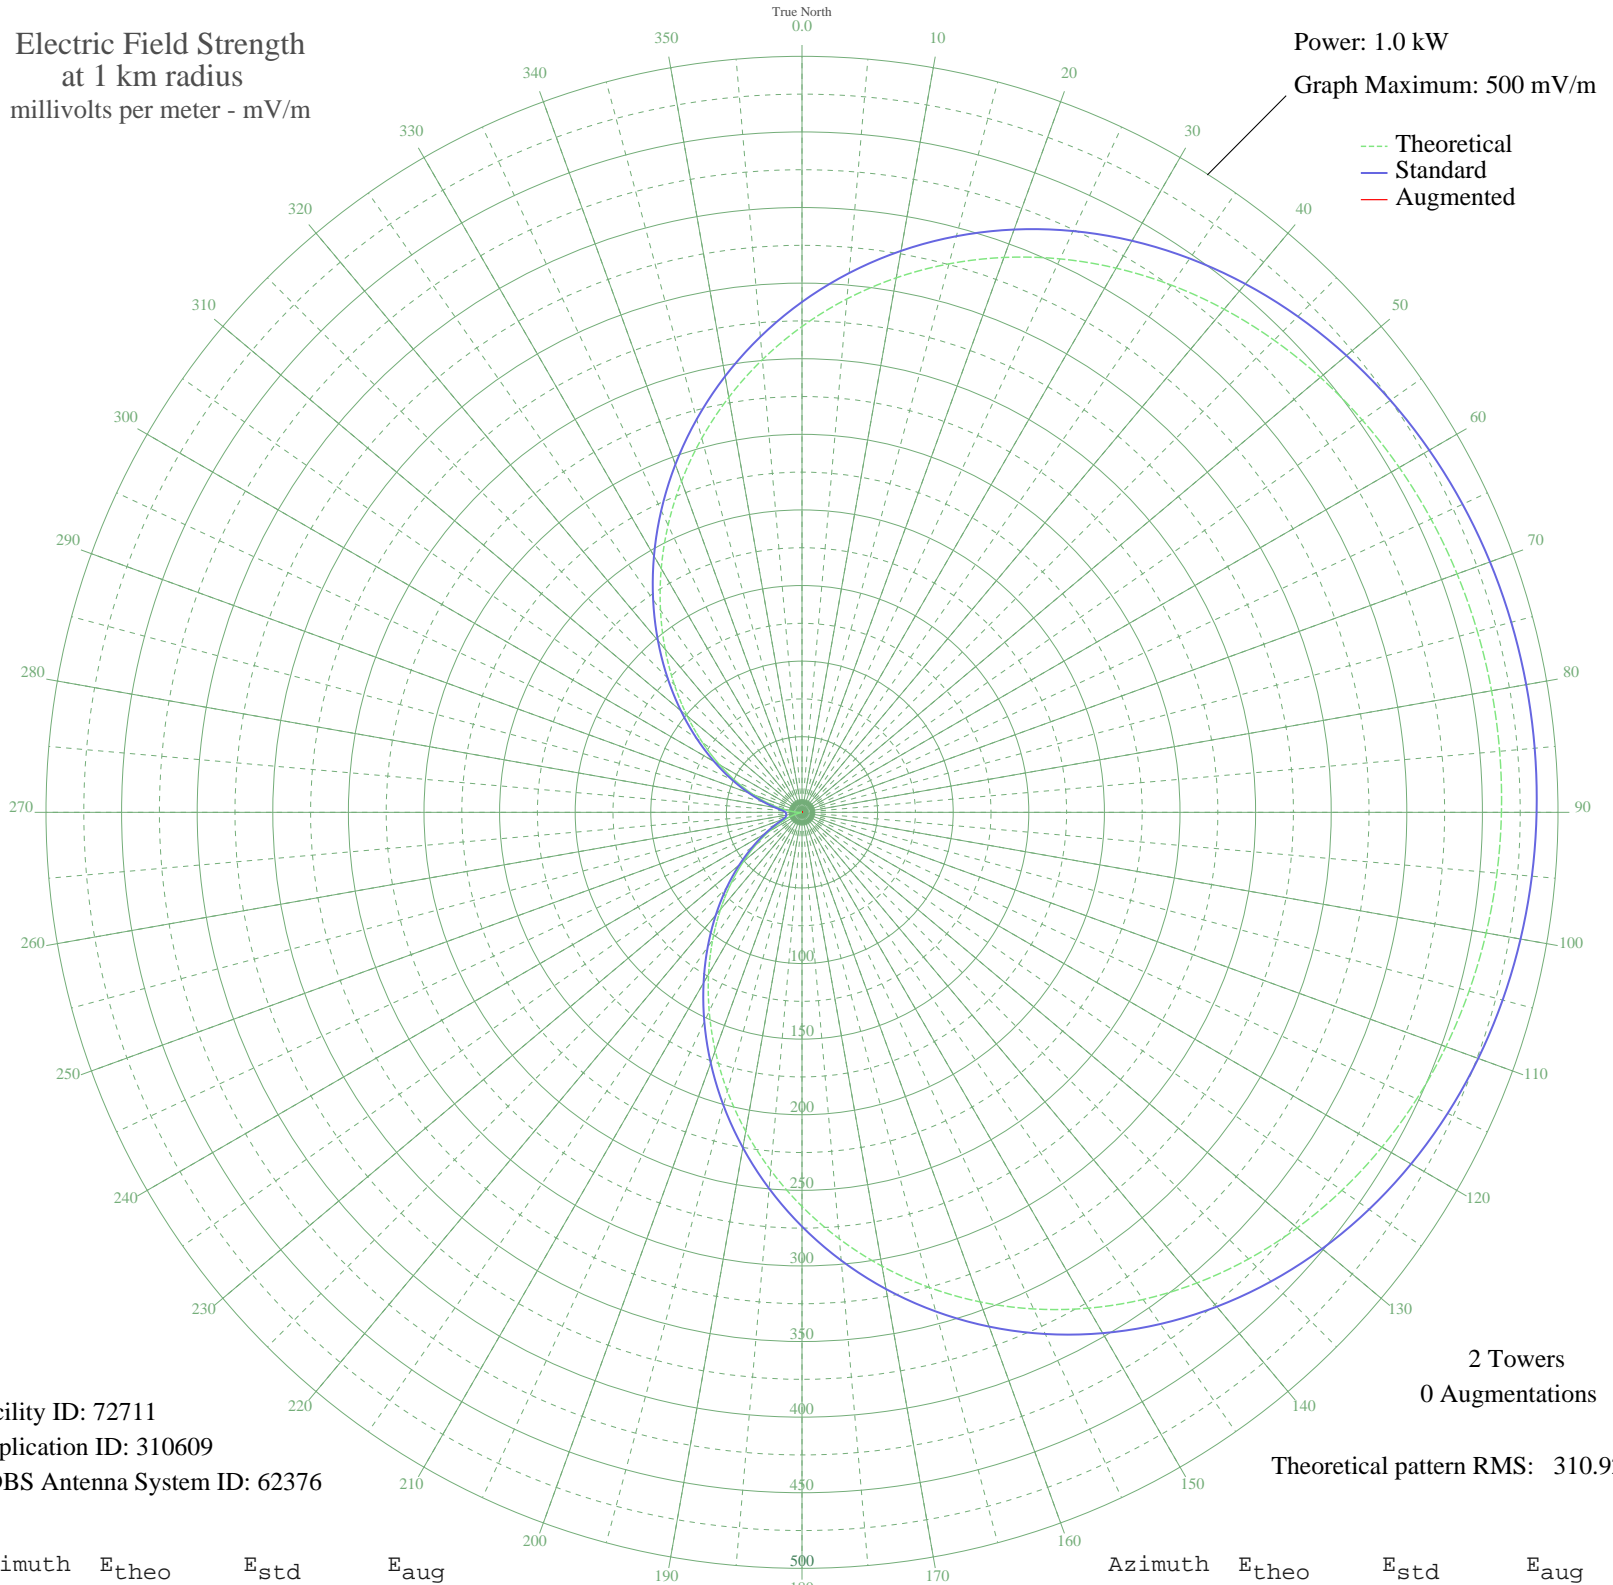 Electric Field Strength
at 1 km radius
millivolts per meter - mV/m
True North
0.0
10
20
30
40
50
60
70
80
90
100
110
120
130
140
150
160
170
190
200
210
220
230
240
250
260
270
280
290
300
310
320
330
340
350
Power: 1.0 kW
Graph Maximum: 500 mV/m
Theoretical
Standard
Augmented
100
150
200
250
300
350
400
450
500
2 Towers
0 Augmentations
Theoretical pattern RMS: 310.9
cility ID: 72711
plication ID: 310609
DBS Antenna System ID: 62376
imuth Etheo Estd Eaug
Azimuth Etheo Estd Eaug